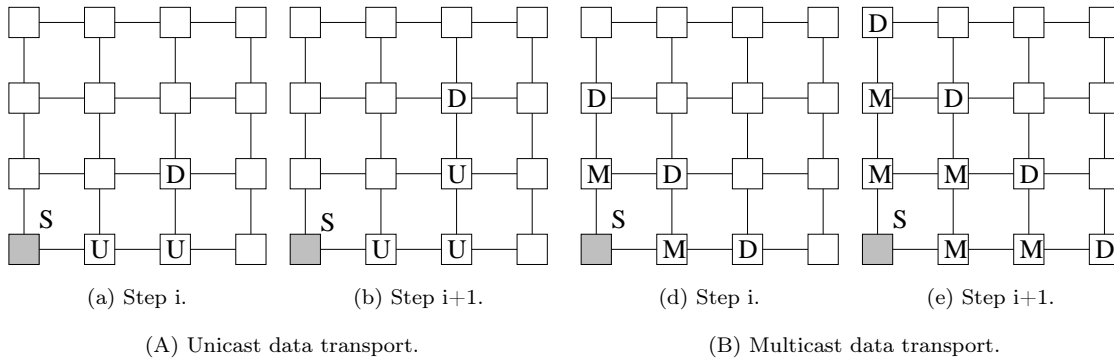 D
D D M D
D M D M M D
S S S S
U U U U M D M M D
(a) Step i. (b) Step i+1. (d) Step i. (e) Step i+1.
(A) Unicast data transport. (B) Multicast data transport.